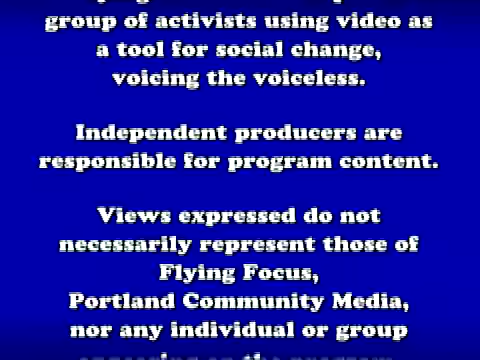 group of activists using video as
a tool for social change,
voicing the voiceless.
Independent producers are
responsible for program content.
Views expressed do not
necessarily represent those of
Flying Focus,
Portland Community Media,
nor any individual or group